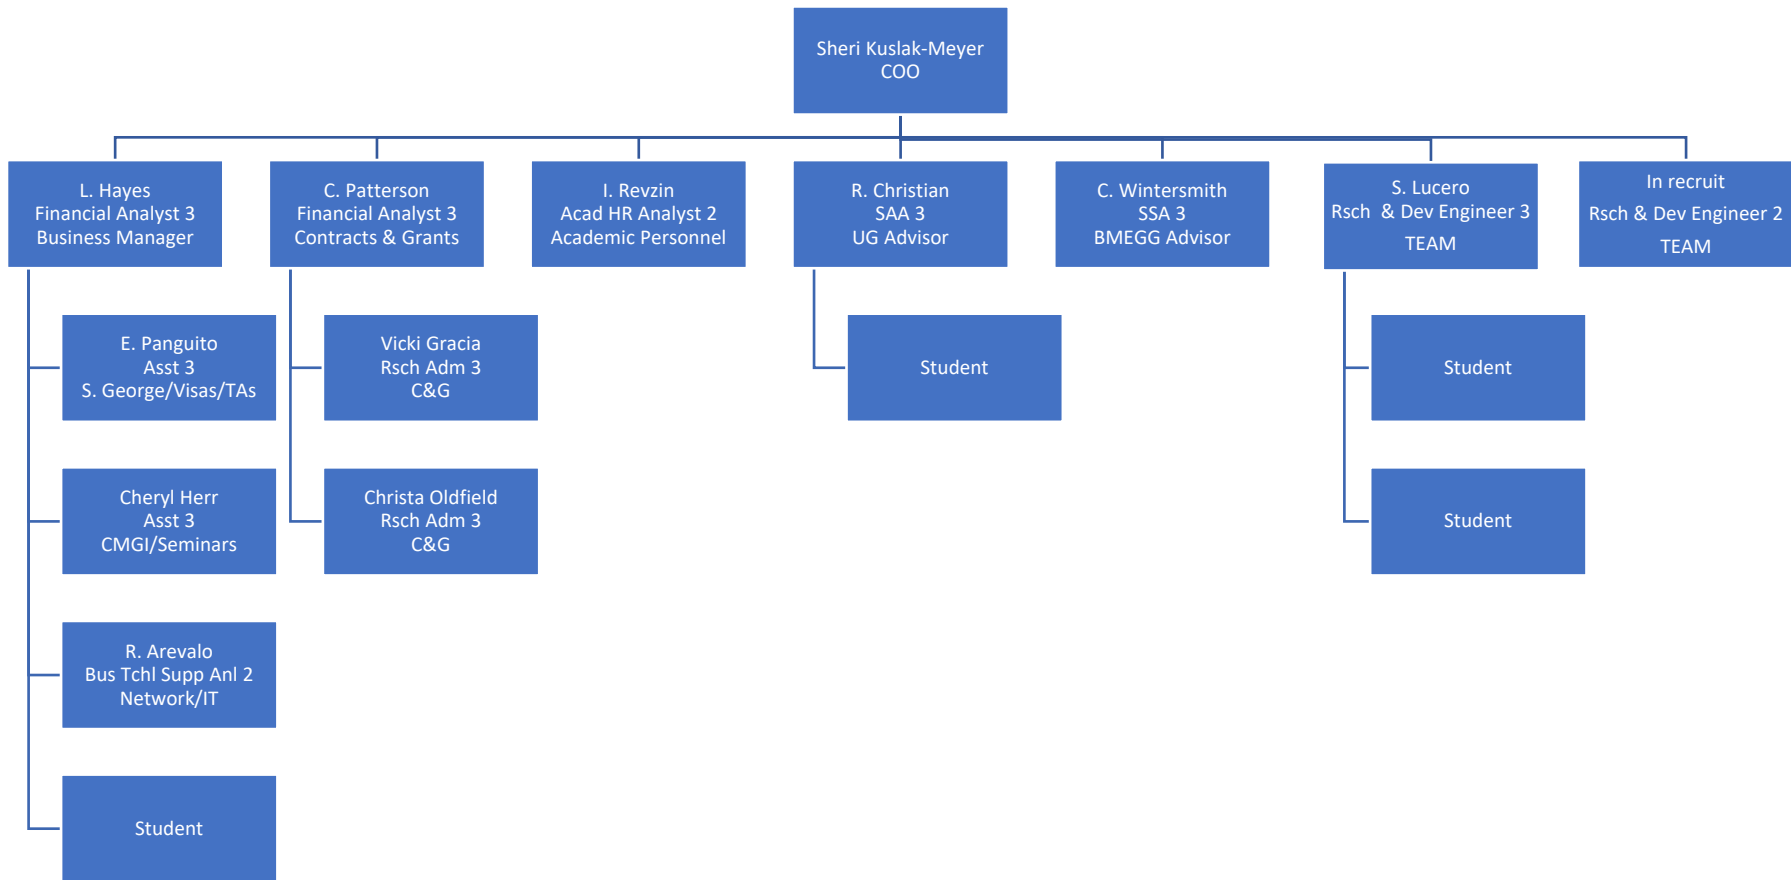 Sheri Kuslak-Meyer
COO
L. Hayes
Financial Analyst 3
Business Manager
C. Patterson
Financial Analyst 3
Contracts & Grants
I. Revzin
Acad HR Analyst 2
Academic Personnel
R. Christian
SAA 3
UG Advisor
C. Wintersmith
SSA 3
BMEGG Advisor
S. Lucero
Rsch & Dev Engineer 3
TEAM
In recruit
Rsch & Dev Engineer 2
TEAM
E. Panguito
Asst 3
S. George/Visas/TAs
Vicki Gracia
Rsch Adm 3
C&G
Student
Student
Cheryl Herr
Asst 3
CMGI/Seminars
Christa Oldfield
Rsch Adm 3
C&G
Student
R. Arevalo
Bus Tchl Supp Anl 2
Network/IT
Student